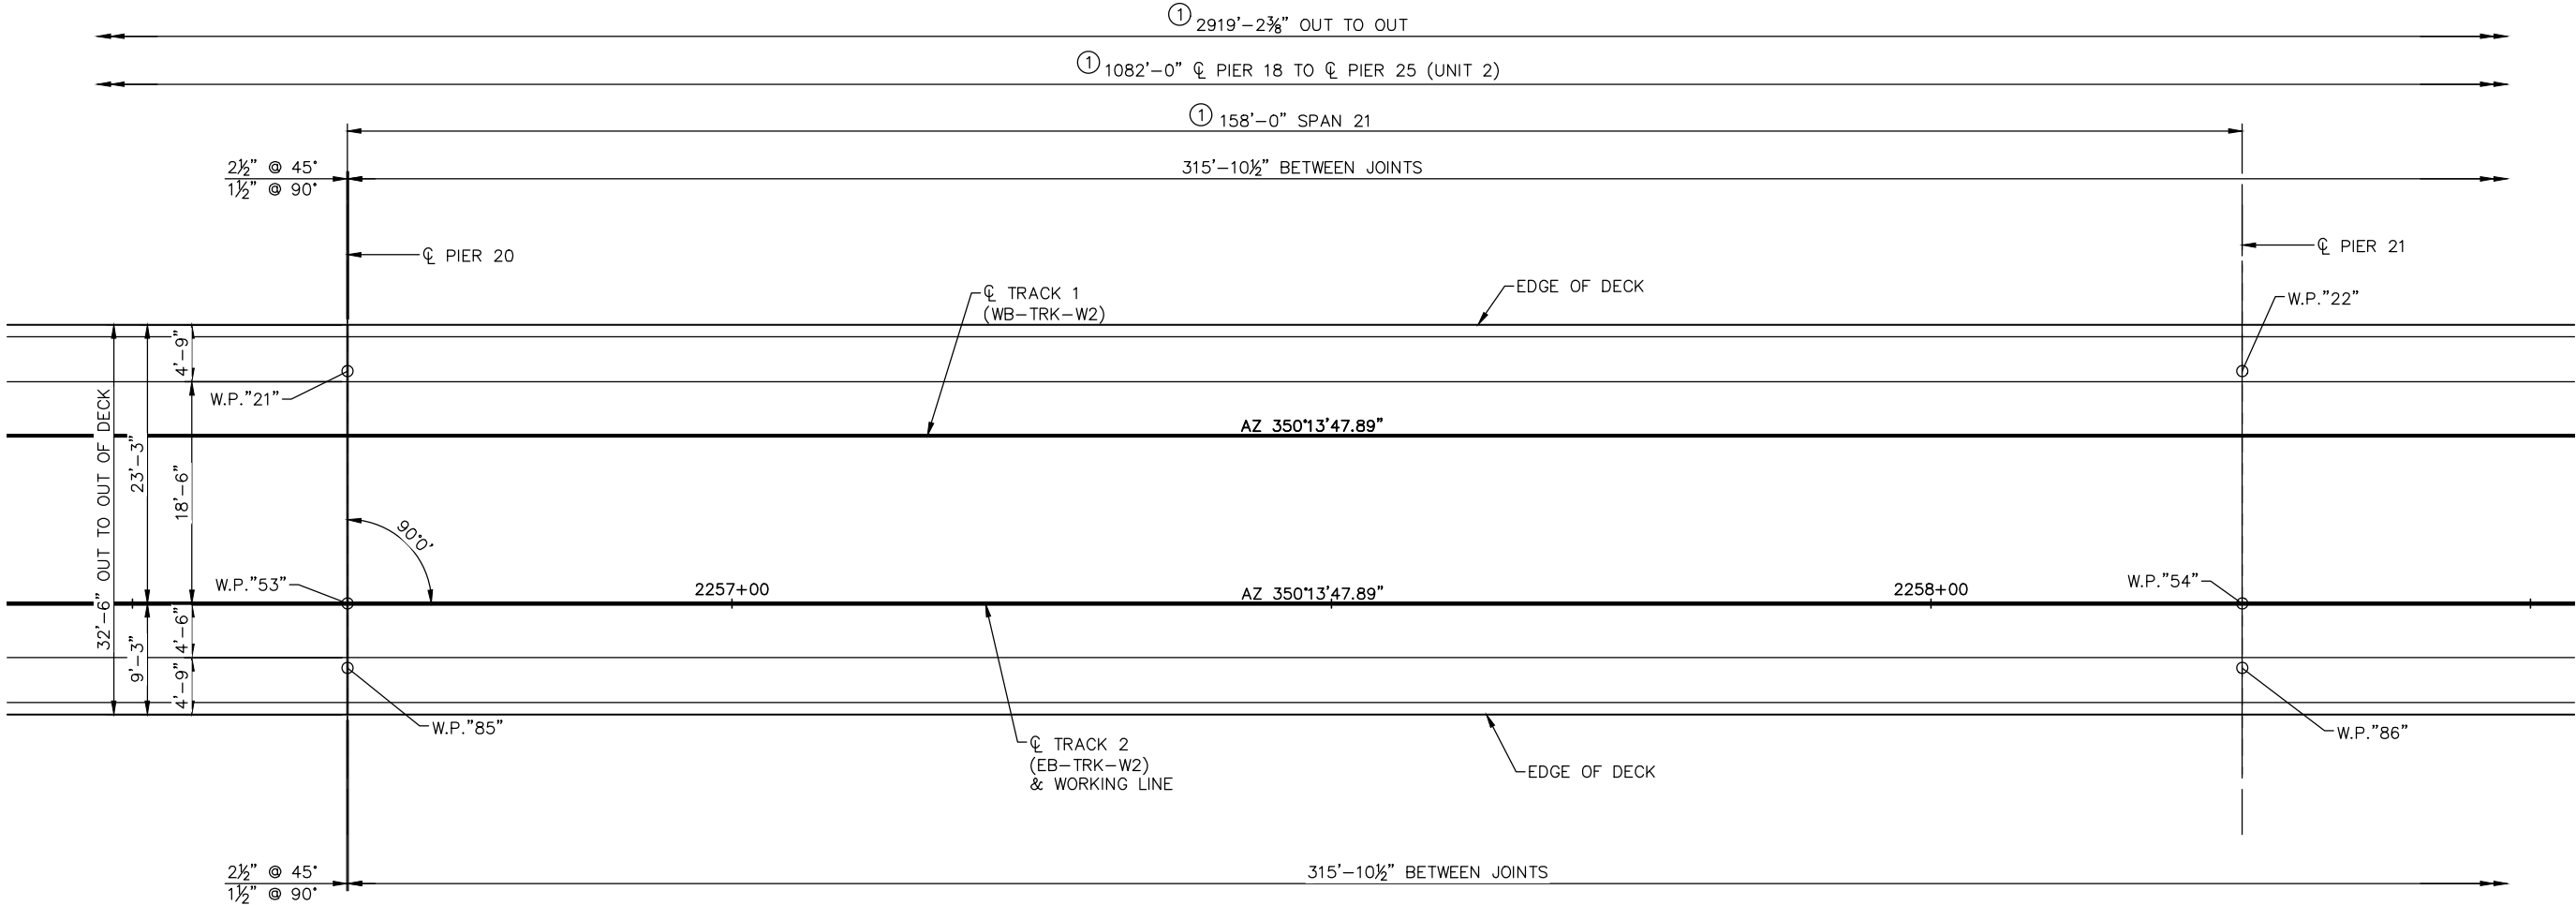 ① 2919'-2⅜" OUT TO OUT
① 1082'-0" ℄ PIER 18 TO ℄ PIER 25 (UNIT 2)
① 158'-0" SPAN 21
2½" @ 45°
1½" @ 90°
315'-10½" BETWEEN JOINTS
℄ PIER 20
℄ PIER 21
℄ TRACK 1
(WB-TRK-W2)
EDGE OF DECK
W.P."22"
W.P."21"
4'-9"
AZ 350°13'47.89"
32'-6" OUT TO OUT OF DECK
23'-3"
18'-6"
90°0'
W.P."53"
2257+00
AZ 350°13'47.89"
2258+00
W.P."54"
9'-3"
4'-6"
4'-9"
W.P."85"
℄ TRACK 2
(EB-TRK-W2)
& WORKING LINE
EDGE OF DECK
W.P."86"
2½" @ 45°
1½" @ 90°
315'-10½" BETWEEN JOINTS